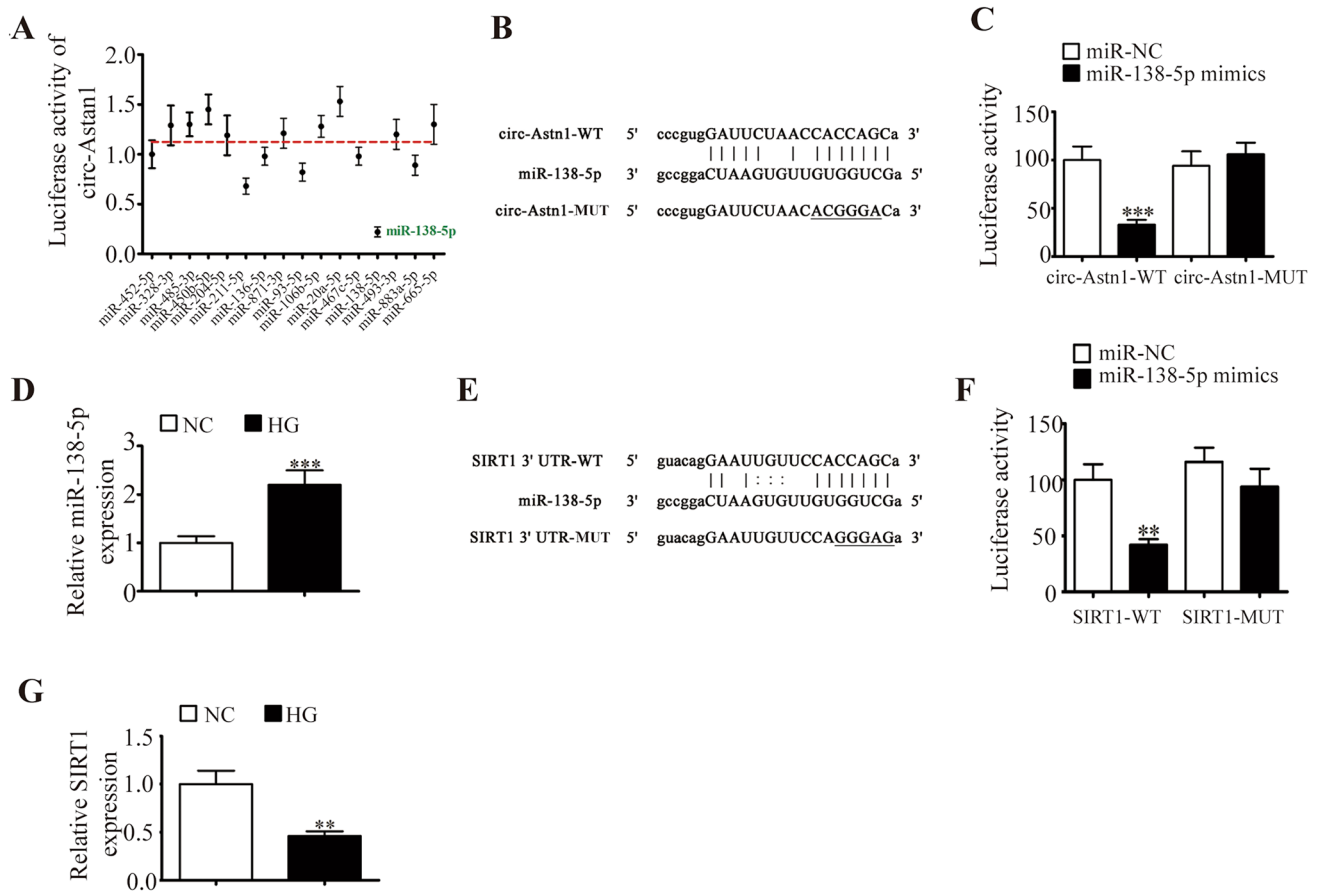 A
Luciferase activity of
circ-Astan1
2.0
1.5
1.0
0.5
0.0
miR-138-5p
miR-452-5p
miR-328-3p
miR-485-3p
miR-450b-5p
miR-204-5p
miR-211-5p
miR-136-5p
miR-871-3p
miR-93-5p
miR-106b-5p
miR-20a-5p
miR-467c-5p
miR-138-5p
miR-493-3p
miR-883a-5p
miR-665-5p
B
circ-Astn1-WT 5' cccgugGAUUCUAACCACCAGCa 3'
miR-138-5p 3' gccggaCUAAGUGUUGUGGUCGa 5'
circ-Astn1-MUT 5' cccgugGAUUCUAACACGGGACa 3'
C
miR-NC
miR-138-5p mimics
Luciferase activity
150
100
50
0
***
circ-Astn1-WT circ-Astn1-MUT
D
NC HG
Relative miR-138-5p
expression
3
2
1
0
***
E
SIRT1 3' UTR-WT 5' guacagGAAUUGUUCCACCAGCa 3'
miR-138-5p 3' gccggaCUAAGUGUUGUGGUCGa 5'
SIRT1 3' UTR-MUT 5' guacagGAAUUGUUCCAGGGAGa 3'
F
miR-NC
miR-138-5p mimics
Luciferase activity
150
100
50
0
**
SIRT1-WT SIRT1-MUT
G
NC HG
Relative SIRT1
expression
1.5
1.0
0.5
0.0
**